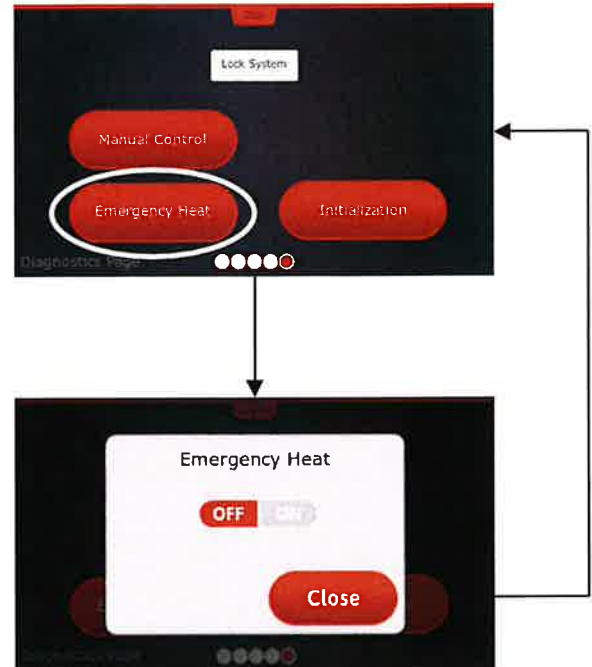 Lock System
Manual Control
Emergency Heat
Initialization
Diagnostics Page
Emergency Heat
OFF ON
Close